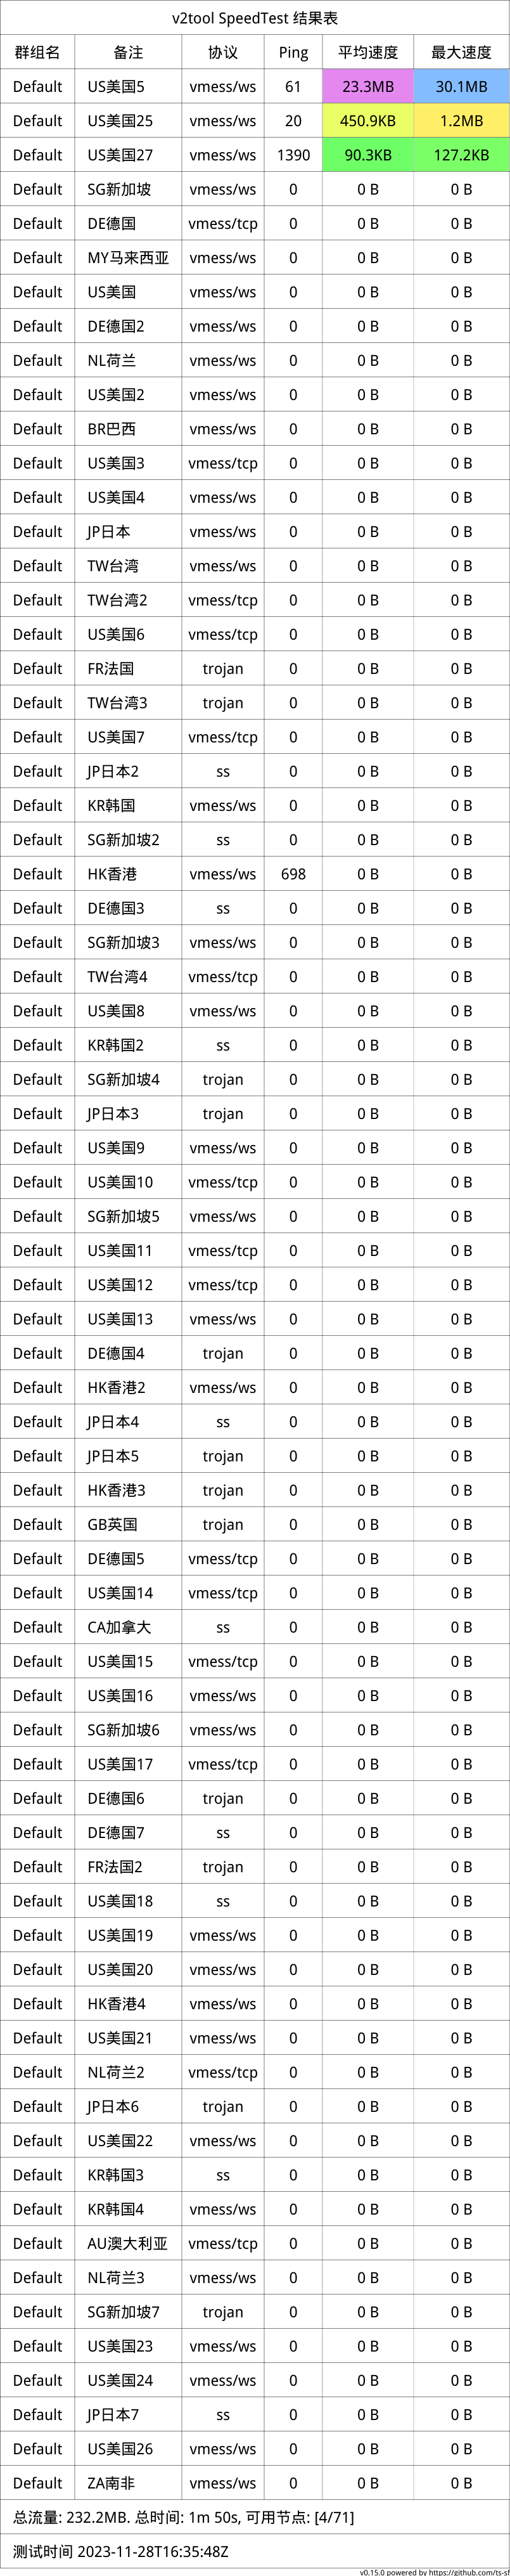 v2tool SpeedTest 结果表
群组名 备注 协议 Ping 平均速度 最大速度
Default US美国5 vmess/ws 61 23.3MB 30.1MB
Default US美国25 vmess/ws 20 450.9KB 1.2MB
Default US美国27 vmess/ws 1390 90.3KB 127.2KB
Default SG新加坡 vmess/ws 0 0 B 0 B
Default DE德国 vmess/tcp 0 0 B 0 B
Default MY马来西亚 vmess/ws 0 0 B 0 B
Default US美国 vmess/ws 0 0 B 0 B
Default DE德国2 vmess/ws 0 0 B 0 B
Default NL荷兰 vmess/ws 0 0 B 0 B
Default US美国2 vmess/ws 0 0 B 0 B
Default BR巴西 vmess/ws 0 0 B 0 B
Default US美国3 vmess/tcp 0 0 B 0 B
Default US美国4 vmess/ws 0 0 B 0 B
Default JP日本 vmess/ws 0 0 B 0 B
Default TW台湾 vmess/ws 0 0 B 0 B
Default TW台湾2 vmess/tcp 0 0 B 0 B
Default US美国6 vmess/tcp 0 0 B 0 B
Default FR法国 trojan 0 0 B 0 B
Default TW台湾3 trojan 0 0 B 0 B
Default US美国7 vmess/tcp 0 0 B 0 B
Default JP日本2 ss 0 0 B 0 B
Default KR韩国 vmess/ws 0 0 B 0 B
Default SG新加坡2 ss 0 0 B 0 B
Default HK香港 vmess/ws 698 0 B 0 B
Default DE德国3 ss 0 0 B 0 B
Default SG新加坡3 vmess/ws 0 0 B 0 B
Default TW台湾4 vmess/tcp 0 0 B 0 B
Default US美国8 vmess/ws 0 0 B 0 B
Default KR韩国2 ss 0 0 B 0 B
Default SG新加坡4 trojan 0 0 B 0 B
Default JP日本3 trojan 0 0 B 0 B
Default US美国9 vmess/ws 0 0 B 0 B
Default US美国10 vmess/tcp 0 0 B 0 B
Default SG新加坡5 vmess/ws 0 0 B 0 B
Default US美国11 vmess/tcp 0 0 B 0 B
Default US美国12 vmess/tcp 0 0 B 0 B
Default US美国13 vmess/ws 0 0 B 0 B
Default DE德国4 trojan 0 0 B 0 B
Default HK香港2 vmess/ws 0 0 B 0 B
Default JP日本4 ss 0 0 B 0 B
Default JP日本5 trojan 0 0 B 0 B
Default HK香港3 trojan 0 0 B 0 B
Default GB英国 trojan 0 0 B 0 B
Default DE德国5 vmess/tcp 0 0 B 0 B
Default US美国14 vmess/tcp 0 0 B 0 B
Default CA加拿大 ss 0 0 B 0 B
Default US美国15 vmess/tcp 0 0 B 0 B
Default US美国16 vmess/ws 0 0 B 0 B
Default SG新加坡6 vmess/ws 0 0 B 0 B
Default US美国17 vmess/tcp 0 0 B 0 B
Default DE德国6 trojan 0 0 B 0 B
Default DE德国7 ss 0 0 B 0 B
Default FR法国2 trojan 0 0 B 0 B
Default US美国18 ss 0 0 B 0 B
Default US美国19 vmess/ws 0 0 B 0 B
Default US美国20 vmess/ws 0 0 B 0 B
Default HK香港4 vmess/ws 0 0 B 0 B
Default US美国21 vmess/ws 0 0 B 0 B
Default NL荷兰2 vmess/tcp 0 0 B 0 B
Default JP日本6 trojan 0 0 B 0 B
Default US美国22 vmess/ws 0 0 B 0 B
Default KR韩国3 ss 0 0 B 0 B
Default KR韩国4 vmess/ws 0 0 B 0 B
Default AU澳大利亚 vmess/tcp 0 0 B 0 B
Default NL荷兰3 vmess/ws 0 0 B 0 B
Default SG新加坡7 trojan 0 0 B 0 B
Default US美国23 vmess/ws 0 0 B 0 B
Default US美国24 vmess/ws 0 0 B 0 B
Default JP日本7 ss 0 0 B 0 B
Default US美国26 vmess/ws 0 0 B 0 B
Default ZA南非 vmess/ws 0 0 B 0 B
总流量: 232.2MB. 总时间: 1m 50s, 可用节点: [4/71]
测试时间 2023-11-28T16:35:48Z
v0.15.0 powered by https://github.com/ts-sf